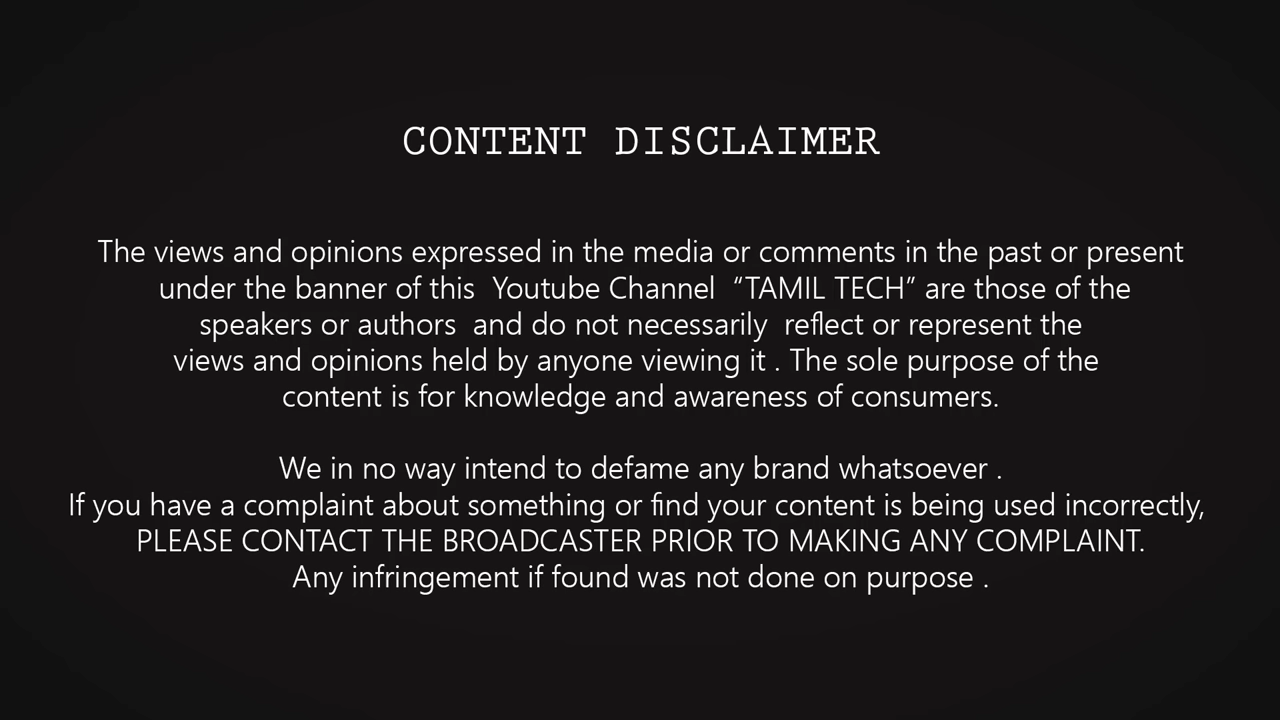 CONTENT DISCLAIMER
The views and opinions expressed in the media or comments in the past or present
under the banner of this  Youtube Channel  “TAMIL TECH” are those of the
speakers or authors  and do not necessarily  reflect or represent the
views and opinions held by anyone viewing it . The sole purpose of the
content is for knowledge and awareness of consumers.
We in no way intend to defame any brand whatsoever .
If you have a complaint about something or find your content is being used incorrectly,
PLEASE CONTACT THE BROADCASTER PRIOR TO MAKING ANY COMPLAINT.
Any infringement if found was not done on purpose .